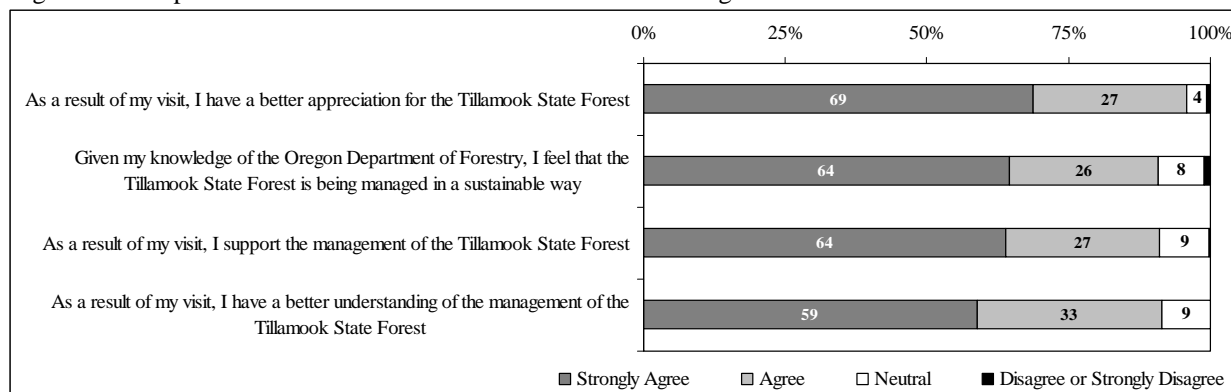 0% 25% 50% 75% 100%
As a result of my visit, I have a better appreciation for the Tillamook State Forest
69 27 4
Given my knowledge of the Oregon Department of Forestry, I feel that the
Tillamook State Forest is being managed in a sustainable way
64 26 8
As a result of my visit, I support the management of the Tillamook State Forest
64 27 9
As a result of my visit, I have a better understanding of the management of the
Tillamook State Forest
59 33 9
Strongly Agree Agree Neutral Disagree or Strongly Disagree